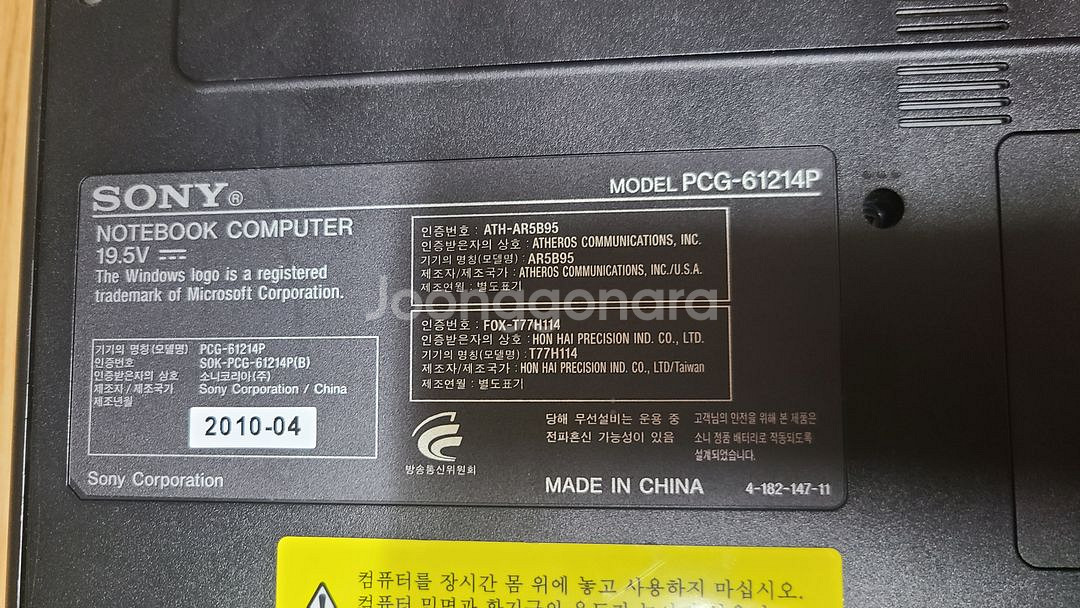 SONY®
MODEL PCG-61214P
NOTEBOOK COMPUTER
19.5V
The Windows logo is a registered
trademark of Microsoft Corporation.
기기의 명칭(모델명) PCG-61214P
인증번호 SOK-PCG-61214P(B)
인증받은자의 상호 소니코리아(주)
제조자/제조국가 Sony Corporation / China
제조년월
2010-04
Sony Corporation
인증번호 : ATH-AR5B95
인증받은자의 상호 : ATHEROS COMMUNICATIONS, INC.
기기의 명칭(모델명) : AR5B95
제조자/제조국가 : ATHEROS COMMUNICATIONS, INC./U.S.A.
제조연월 : 별도표기
Joonggonara
인증번호 : FOX-T77H114
인증받은자의 상호 : HON HAI PRECISION IND. CO., LTD.
기기의 명칭(모델명) : T77H114
제조자/제조국가 : HON HAI PRECISION IND. CO., LTD/Taiwan
제조연월 : 별도표기
방송통신위원회
당해 무선설비는 운용 중
전파혼신 가능성이 있음
고객님의 안전을 위해 본 제품은
소니 정품 배터리로 작동되도록
설계되었습니다.
MADE IN CHINA
4-182-147-11
컴퓨터를 장시간 몸 위에 놓고 사용하지 마십시오.
컴퓨터 밑면과